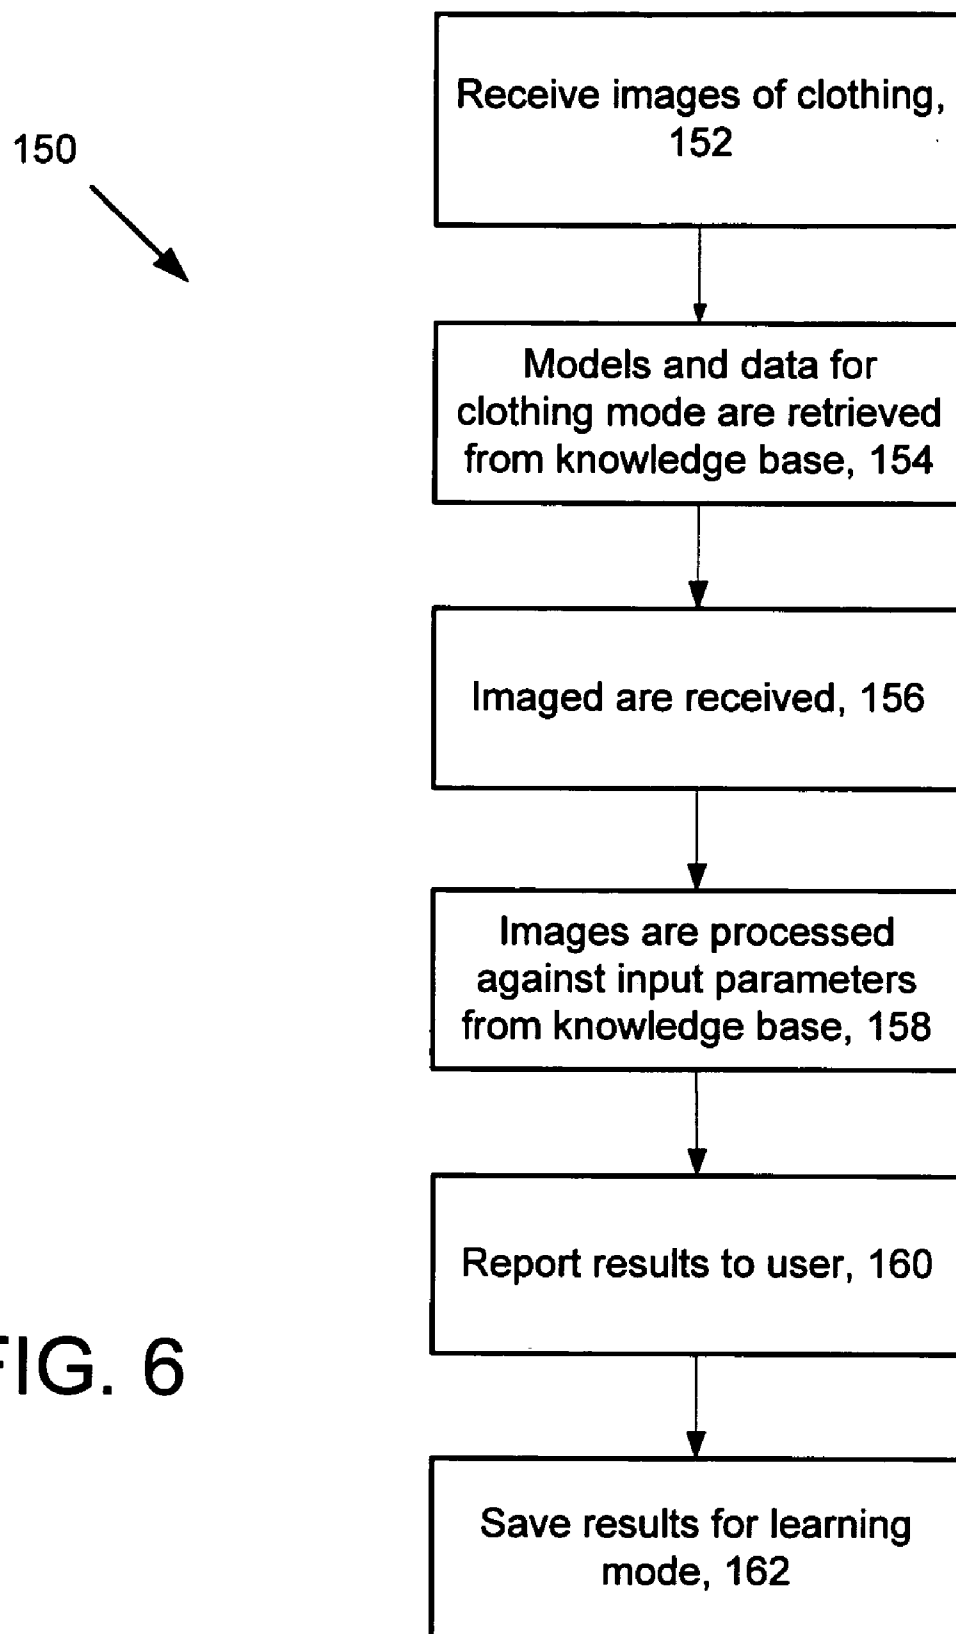 150
Receive images of clothing,
152
Models and data for
clothing mode are retrieved
from knowledge base, 154
Imaged are received, 156
Images are processed
against input parameters
from knowledge base, 158
Report results to user, 160
FIG. 6
Save results for learning
mode, 162